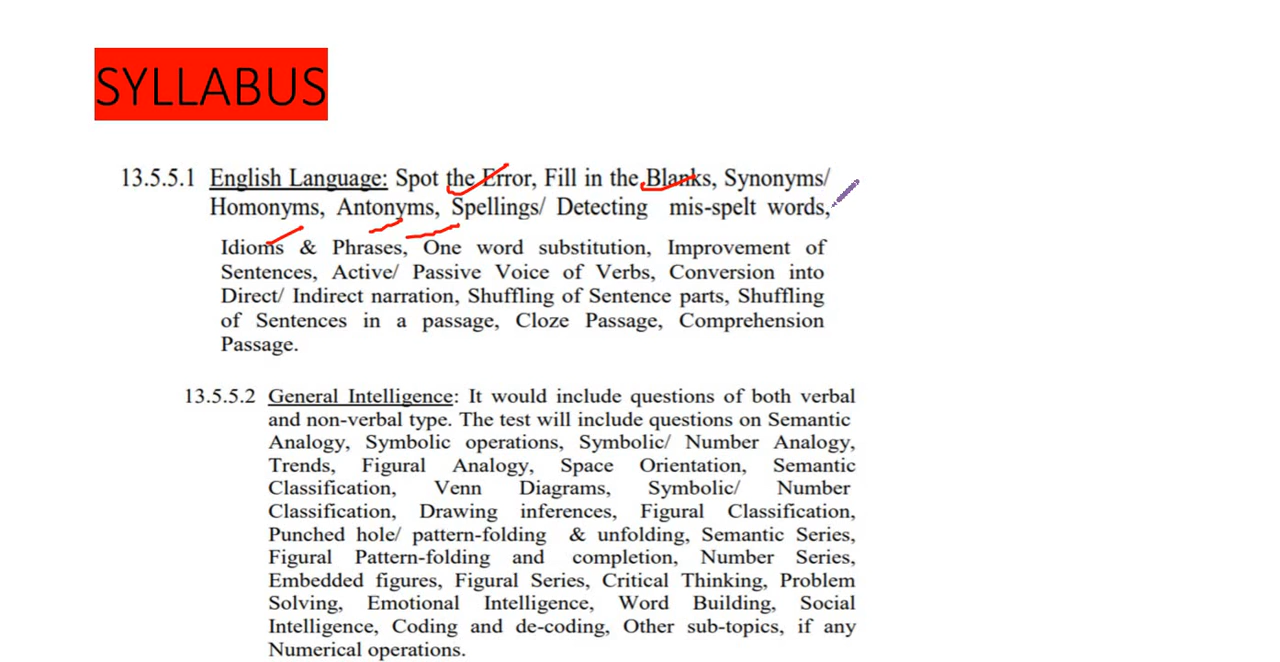 SYLLABUS
13.5.5.1 English Language: Spot the Error, Fill in the Blanks, Synonyms/
Homonyms, Antonyms, Spellings/ Detecting mis-spelt words,
Idioms & Phrases, One word substitution, Improvement of
Sentences, Active/ Passive Voice of Verbs, Conversion into
Direct/ Indirect narration, Shuffling of Sentence parts, Shuffling
of Sentences in a passage, Cloze Passage, Comprehension
Passage.
13.5.5.2 General Intelligence: It would include questions of both verbal
and non-verbal type. The test will include questions on Semantic
Analogy, Symbolic operations, Symbolic/ Number Analogy,
Trends, Figural Analogy, Space Orientation, Semantic
Classification, Venn Diagrams, Symbolic/ Number
Classification, Drawing inferences, Figural Classification,
Punched hole/ pattern-folding & unfolding, Semantic Series,
Figural Pattern-folding and completion, Number Series,
Embedded figures, Figural Series, Critical Thinking, Problem
Solving, Emotional Intelligence, Word Building, Social
Intelligence, Coding and de-coding, Other sub-topics, if any
Numerical operations.